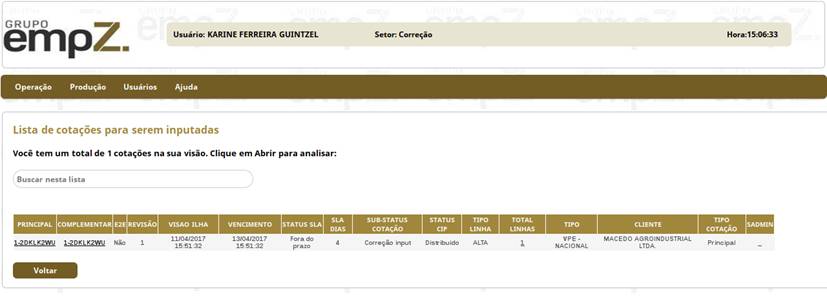 GRUPO
empZ.
Usuário: KARINE FERREIRA GUINTZEL Setor: Correção Hora:15:06:33
Operação Produção Usuários Ajuda
Lista de cotações para serem inputadas
Você tem um total de 1 cotações na sua visão. Clique em Abrir para analisar:
Buscar nesta lista
PRINCIPAL COMPLEMENTAR E2E REVISÃO VISAO ILHA VENCIMENTO STATUS SLA SLA DIAS SUB-STATUS COTAÇÃO STATUS CIP TIPO LINHA TOTAL LINHAS TIPO CLIENTE TIPO COTAÇÃO SADMIN
1-2DKLK2WU 1-2DKLK2WU Não 1 11/04/2017 15:51:32 13/04/2017 15:51:32 Fora do prazo 4 Correção input Distribuido ALTA 1 VPE - NACIONAL MACEDO AGROINDUSTRIAL LTDA. Principal _
Voltar